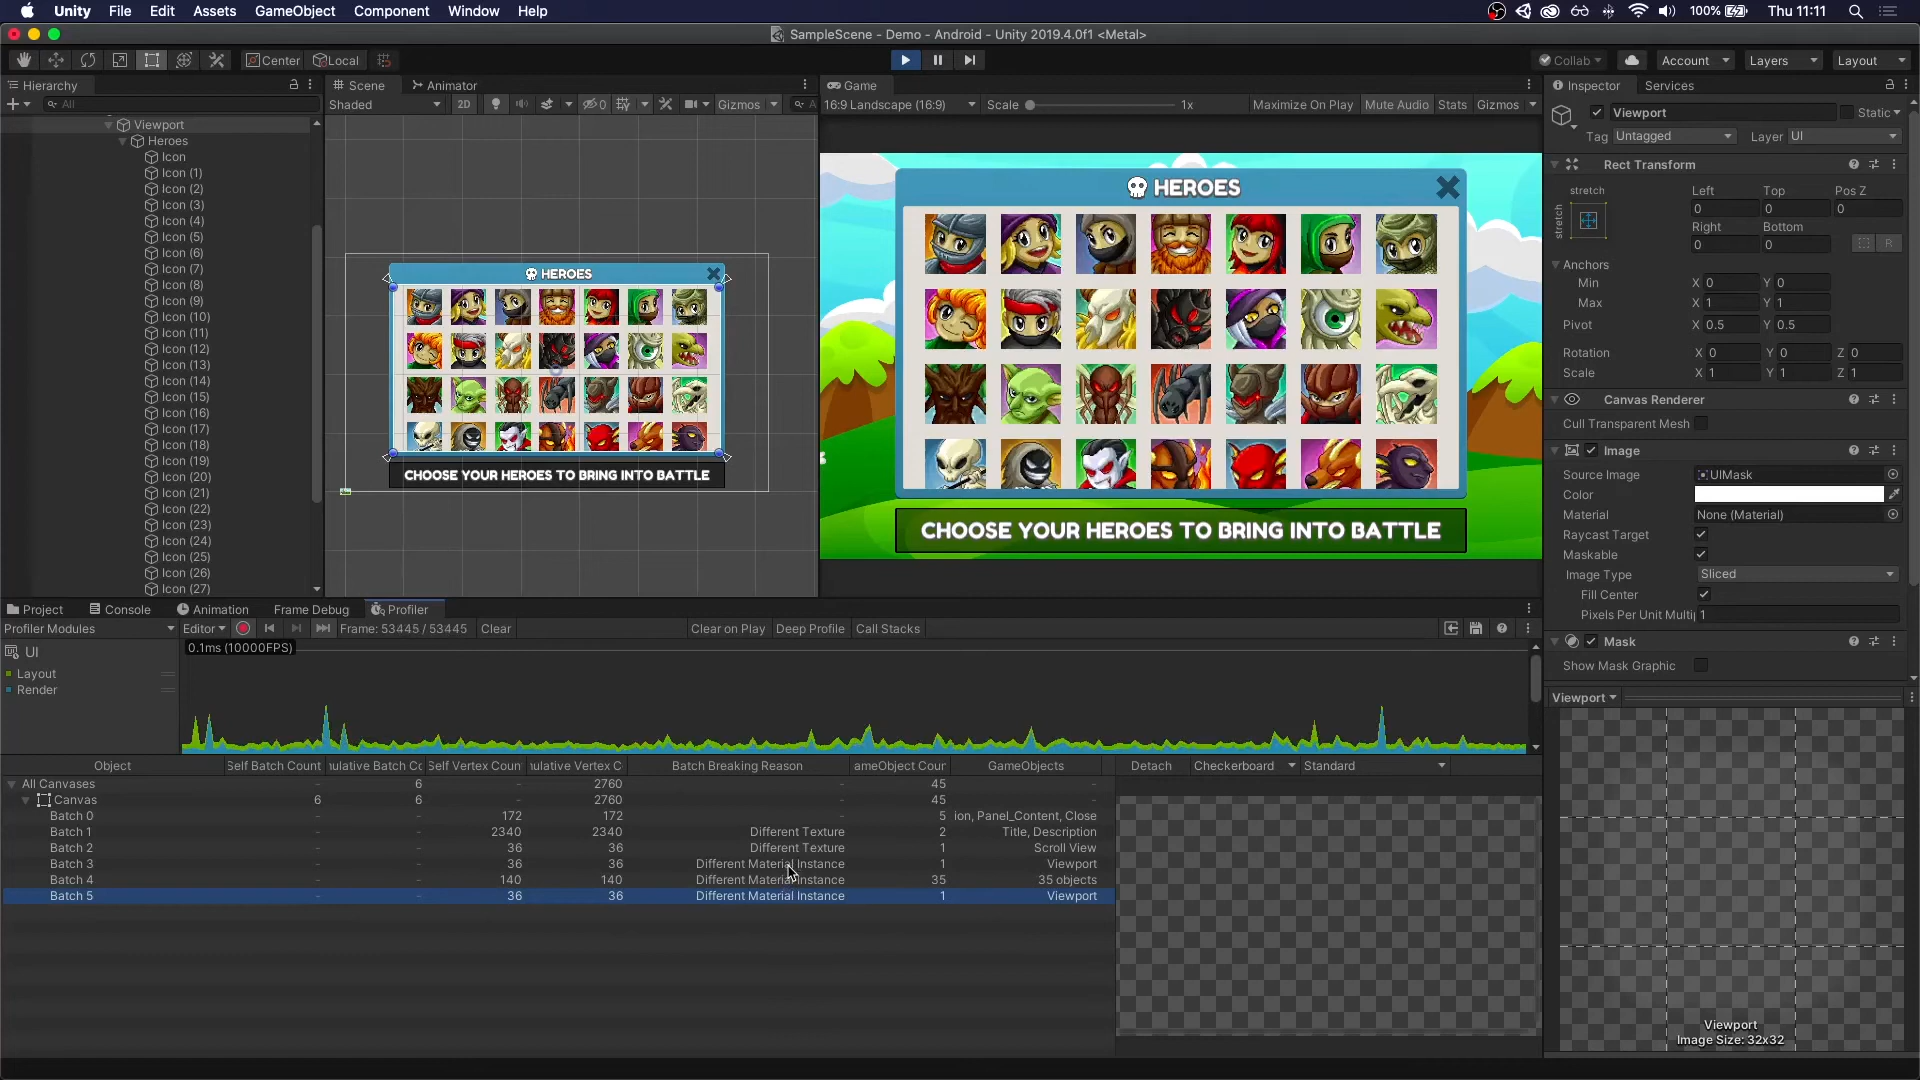 Unity File Edit Assets GameObject Component Window Help 100% Thu 11:11
SampleScene - Demo - Android - Unity 2019.4.0f1 <Metal>
Center Local Collab Account Layers Layout
Hierarchy
All
Viewport
Heroes
Icon
Icon (1)
Icon (2)
Icon (3)
Icon (4)
Icon (5)
Icon (6)
Icon (7)
Icon (8)
Icon (9)
Icon (10)
Icon (11)
Icon (12)
Icon (13)
Icon (14)
Icon (15)
Icon (16)
Icon (17)
Icon (18)
Icon (19)
Icon (20)
Icon (21)
Icon (22)
Icon (23)
Icon (24)
Icon (25)
Icon (26)
Icon (27)
Scene Animator
Shaded 2D 0 Gizmos A
HEROES
CHOOSE YOUR HEROES TO BRING INTO BATTLE
Game
16:9 Landscape (16:9) Scale 1x Maximize On Play Mute Audio Stats Gizmos
HEROES
CHOOSE YOUR HEROES TO BRING INTO BATTLE
Inspector Services
Viewport Static
Tag Untagged Layer UI
Rect Transform
stretch Left Top Pos Z
stretch 0 0 0
Right Bottom
0 0 R
Anchors
Min X 0 Y 0
Max X 1 Y 1
Pivot X 0.5 Y 0.5
Rotation X 0 Y 0 Z 0
Scale X 1 Y 1 Z 1
Canvas Renderer
Cull Transparent Mesh
Image
Source Image UIMask
Color
Material None (Material)
Raycast Target
Maskable
Image Type Sliced
Fill Center
Pixels Per Unit Multi 1
Mask
Show Mask Graphic
Viewport
Viewport
Image Size: 32x32
Project Console Animation Frame Debug Profiler
Profiler Modules Editor Frame: 53445 / 53445 Clear Clear on Play Deep Profile Call Stacks
UI
Layout
Render
0.1ms (10000FPS)
Object Self Batch Count ulative Batch Co Self Vertex Coun ulative Vertex C Batch Breaking Reason ameObject Cour GameObjects Detach Checkerboard Standard
All Canvases - 6 - 2760 - 45 -
Canvas 6 6 - 2760 - 45 -
Batch 0 - - 172 172 - 5 ion, Panel_Content, Close
Batch 1 - - 2340 2340 Different Texture 2 Title, Description
Batch 2 - - 36 36 Different Texture 1 Scroll View
Batch 3 - - 36 36 Different Material Instance 1 Viewport
Batch 4 - - 140 140 Different Material Instance 35 35 objects
Batch 5 - - 36 36 Different Material Instance 1 Viewport